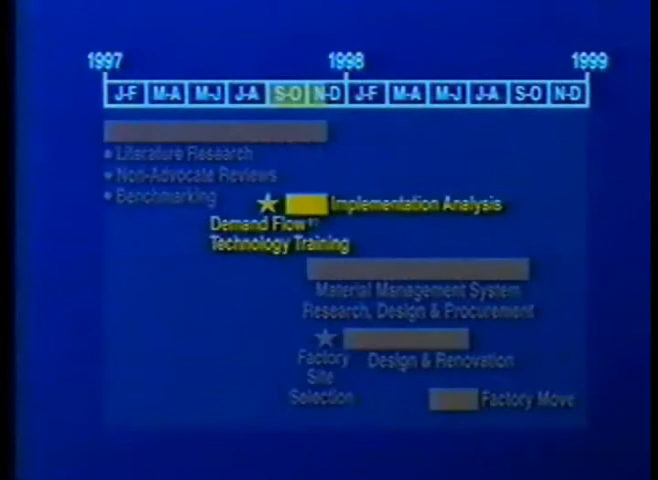 1997 1998 1999
J-F M-A M-J J-A S-O N-D J-F M-A M-J J-A S-O N-D
• Literature Research
• Non-Advocate Reviews
• Benchmarking
Implementation Analysis
Demand Flow
Technology Training
Material Management System
Research, Design & Procurement
Factory
Site
Selection
Design & Renovation
Factory Move